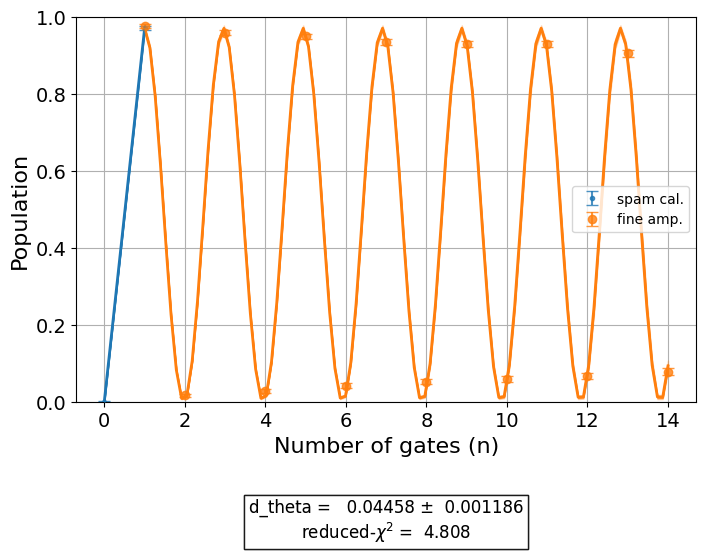 1.0
0.8
0.6
0.4
0.2
0.0
Population
spam cal.
fine amp.
0 2 4 6 8 10 12 14
Number of gates (n)
d_theta = 0.04458 ± 0.001186
reduced-χ² = 4.808